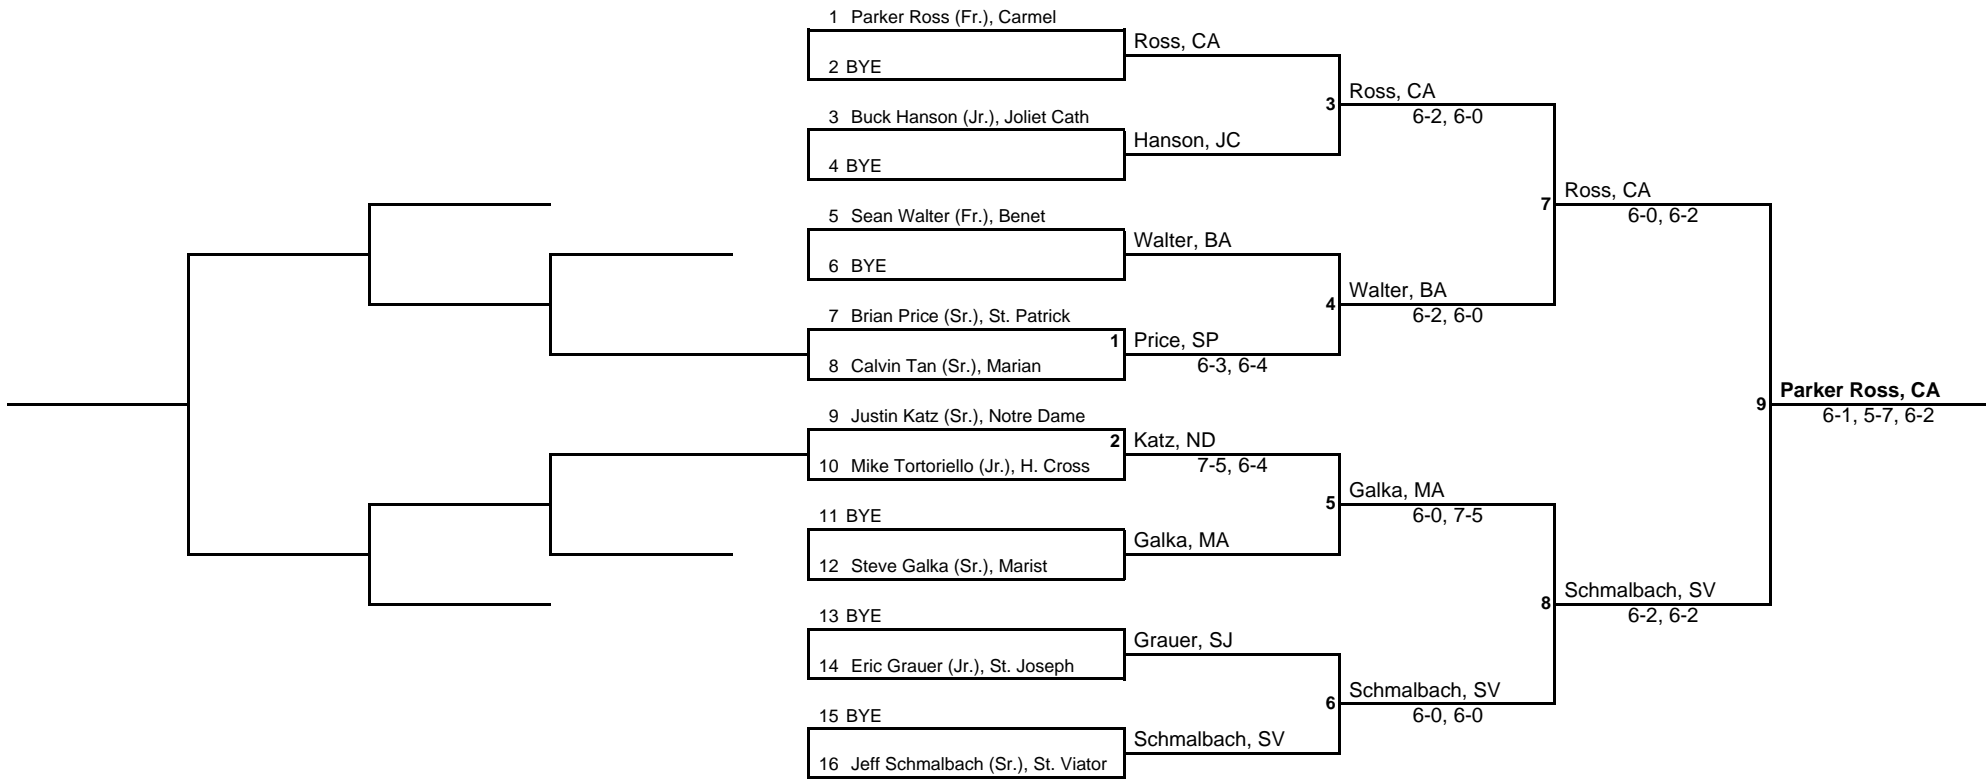 1 Parker Ross (Fr.), Carmel
Ross, CA
2 BYE
Ross, CA
3
6-2, 6-0
3 Buck Hanson (Jr.), Joliet Cath
Hanson, JC
4 BYE
Ross, CA
7
6-0, 6-2
5 Sean Walter (Fr.), Benet
Walter, BA
6 BYE
Walter, BA
4
6-2, 6-0
7 Brian Price (Sr.), St. Patrick
1 Price, SP
8 Calvin Tan (Sr.), Marian
6-3, 6-4
Parker Ross, CA
9
6-1, 5-7, 6-2
9 Justin Katz (Sr.), Notre Dame
2 Katz, ND
10 Mike Tortoriello (Jr.), H. Cross
7-5, 6-4
Galka, MA
5
6-0, 7-5
11 BYE
Galka, MA
12 Steve Galka (Sr.), Marist
Schmalbach, SV
8
6-2, 6-2
13 BYE
Grauer, SJ
14 Eric Grauer (Jr.), St. Joseph
Schmalbach, SV
6
6-0, 6-0
15 BYE
Schmalbach, SV
16 Jeff Schmalbach (Sr.), St. Viator